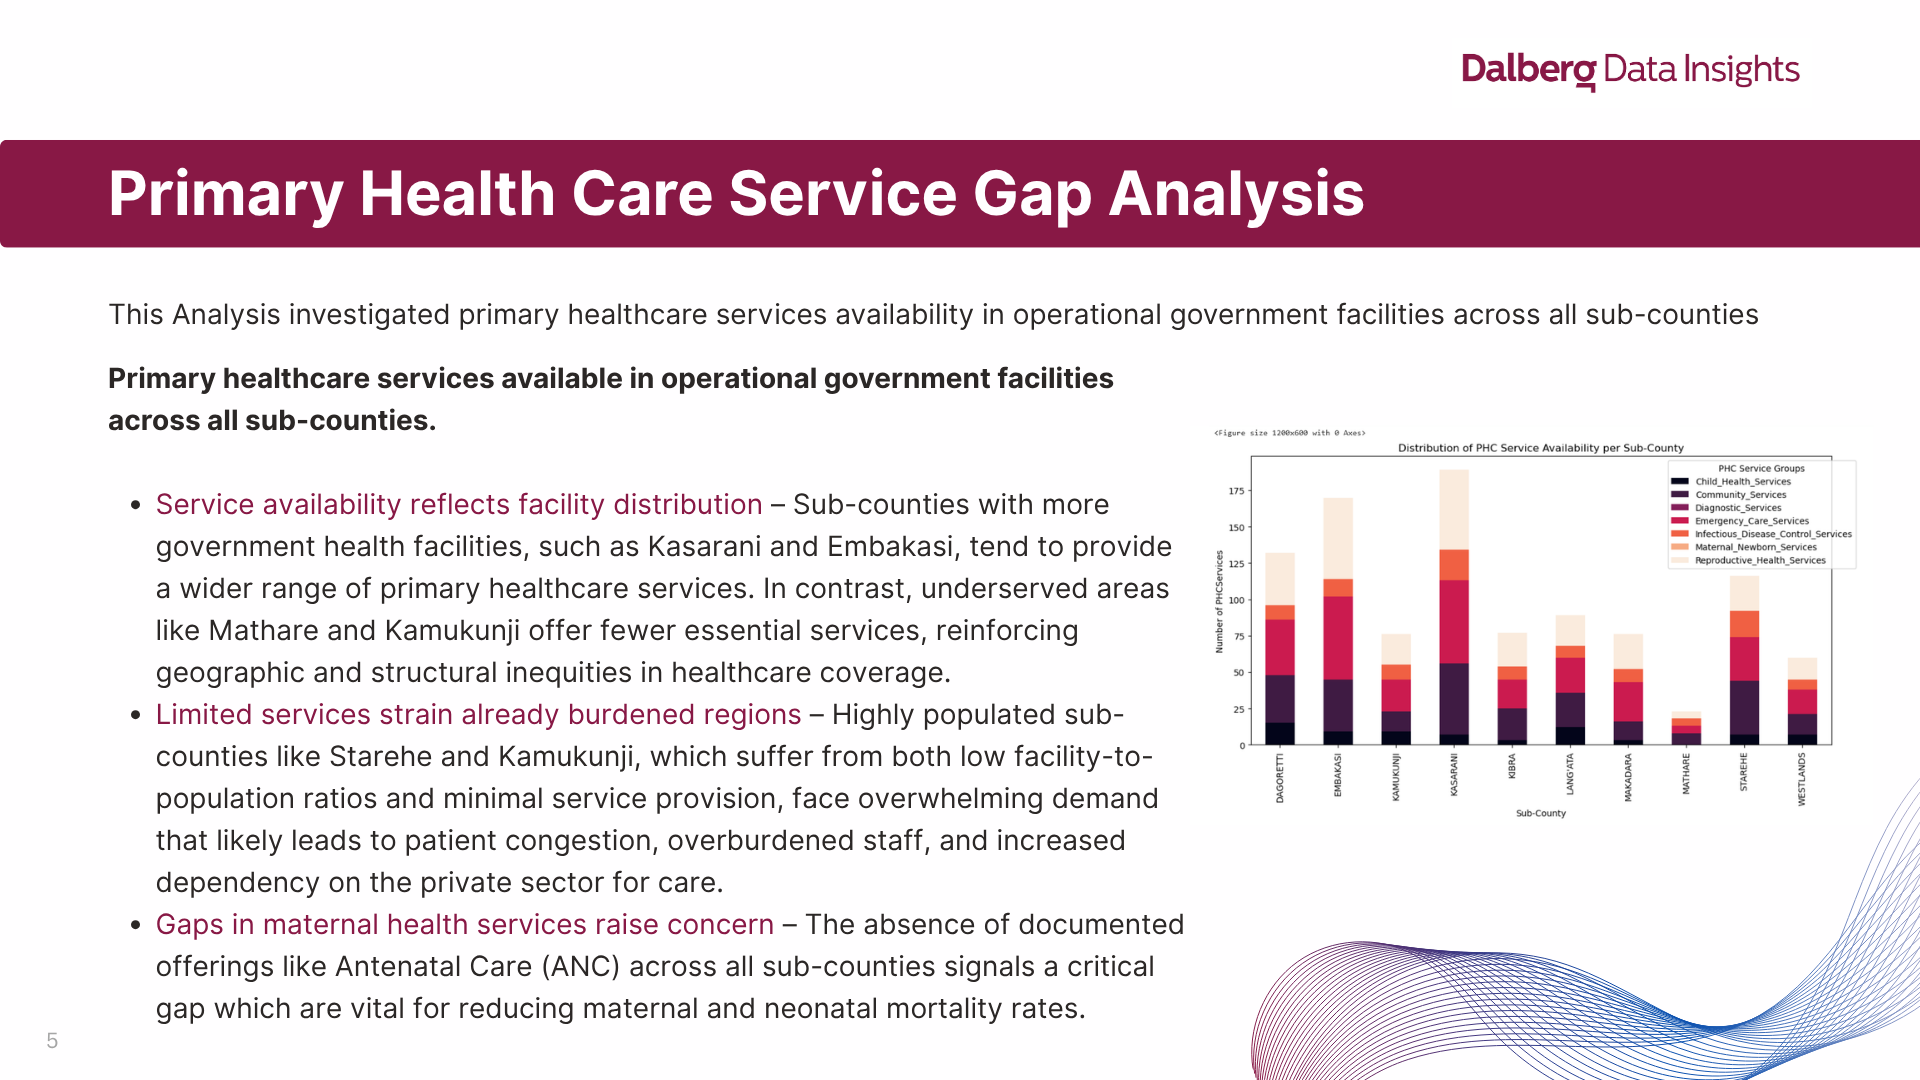 Dalberg Data Insights
Primary Health Care Service Gap Analysis
This Analysis investigated primary healthcare services availability in operational government facilities across all sub-counties
Primary healthcare services available in operational government facilities
across all sub-counties.
• Service availability reflects facility distribution – Sub-counties with more
government health facilities, such as Kasarani and Embakasi, tend to provide
a wider range of primary healthcare services. In contrast, underserved areas
like Mathare and Kamukunji offer fewer essential services, reinforcing
geographic and structural inequities in healthcare coverage.
• Limited services strain already burdened regions – Highly populated sub-
counties like Starehe and Kamukunji, which suffer from both low facility-to-
population ratios and minimal service provision, face overwhelming demand
that likely leads to patient congestion, overburdened staff, and increased
dependency on the private sector for care.
• Gaps in maternal health services raise concern – The absence of documented
offerings like Antenatal Care (ANC) across all sub-counties signals a critical
gap which are vital for reducing maternal and neonatal mortality rates.
<Figure size 1200x600 with 0 Axes>
Distribution of PHC Service Availability per Sub-County
PHC Service Groups
Child_Health_Services
Community_Services
Diagnostic_Services
Emergency_Care_Services
Infectious_Disease_Control_Services
Maternal_Newborn_Services
Reproductive_Health_Services
Number of PHCServices
175
150
125
100
75
50
25
0
DAGORETTI
EMBAKASI
KAMUKUNJI
KASARANI
KIBRA
LANG'ATA
MAKADARA
MATHARE
STAREHE
WESTLANDS
Sub-County
5